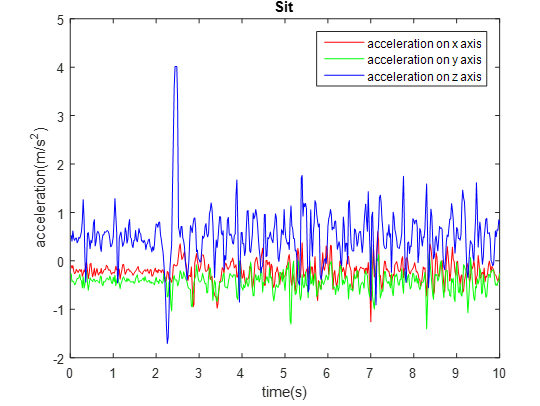 Sit
acceleration on x axis
acceleration on y axis
acceleration on z axis
acceleration(m/s²)
5
4
3
2
1
0
-1
-2
0 1 2 3 4 5 6 7 8 9 10
time(s)